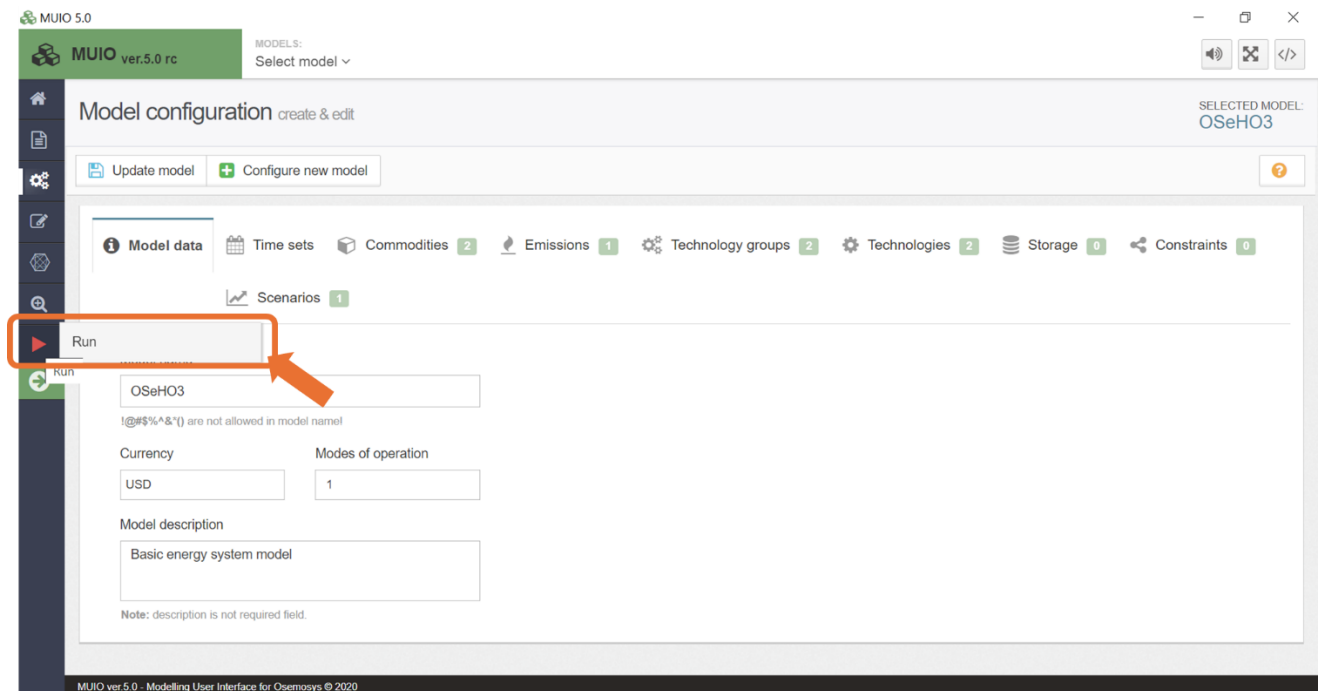 MUIO 5.0
MUIO ver.5.0 rc
MODELS:
Select model
Model configuration create & edit
SELECTED MODEL:
OSeHO3
Update model
Configure new model
Model data
Time sets
Commodities 2
Emissions 1
Technology groups 2
Technologies 2
Storage 0
Constraints 0
Scenarios 1
Run
Run
OSeHO3
!@#$%^&*() are not allowed in model name!
Currency
Modes of operation
USD
1
Model description
Basic energy system model
Note: description is not required field.
MUIO ver.5.0 - Modelling User Interface for Osemosys © 2020